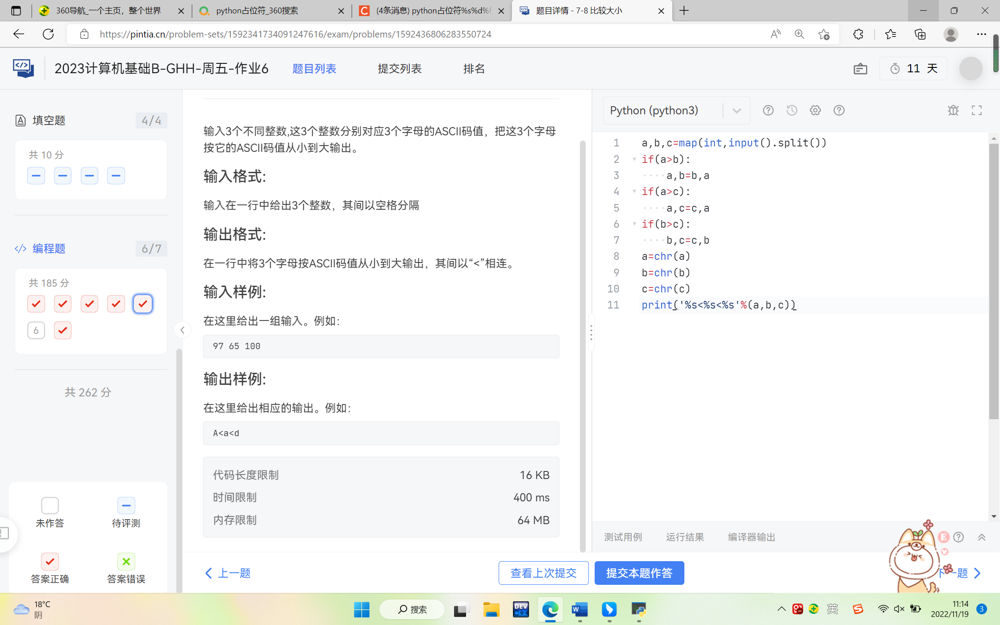 360导航_一个主页，整个世界
python占位符_360搜索
(4条消息) python占位符%s%d%f
题目详情 - 7-8 比较大小
https://pintia.cn/problem-sets/1592341734091247616/exam/problems/1592436806283550724
2023计算机基础B-GHH-周五-作业6
题目列表
提交列表
排名
11 天
填空题
4/4
共 10 分
编程题
6/7
共 185 分
6
共 262 分
未作答
待评测
答案正确
答案错误
输入3个不同整数,这3个整数分别对应3个字母的ASCII码值，把这3个字母
按它的ASCII码值从小到大输出。
输入格式:
输入在一行中给出3个整数，其间以空格分隔
输出格式:
在一行中将3个字母按ASCII码值从小到大输出，其间以“<”相连。
输入样例:
在这里给出一组输入。例如：
97 65 100
输出样例:
在这里给出相应的输出。例如：
A<a<d
代码长度限制 16 KB
时间限制 400 ms
内存限制 64 MB
上一题
查看上次提交
提交本题作答
下一题
Python (python3)
1 a,b,c=map(int,input().split())
2 if(a>b):
3 a,b=b,a
4 if(a>c):
5 a,c=c,a
6 if(b>c):
7 b,c=c,b
8 a=chr(a)
9 b=chr(b)
10 c=chr(c)
11 print('%s<%s<%s'%(a,b,c))
测试用例
运行结果
编译器输出
E
18°C
阴
搜索
DEV
C++
W
英
11:14
2022/11/19
3